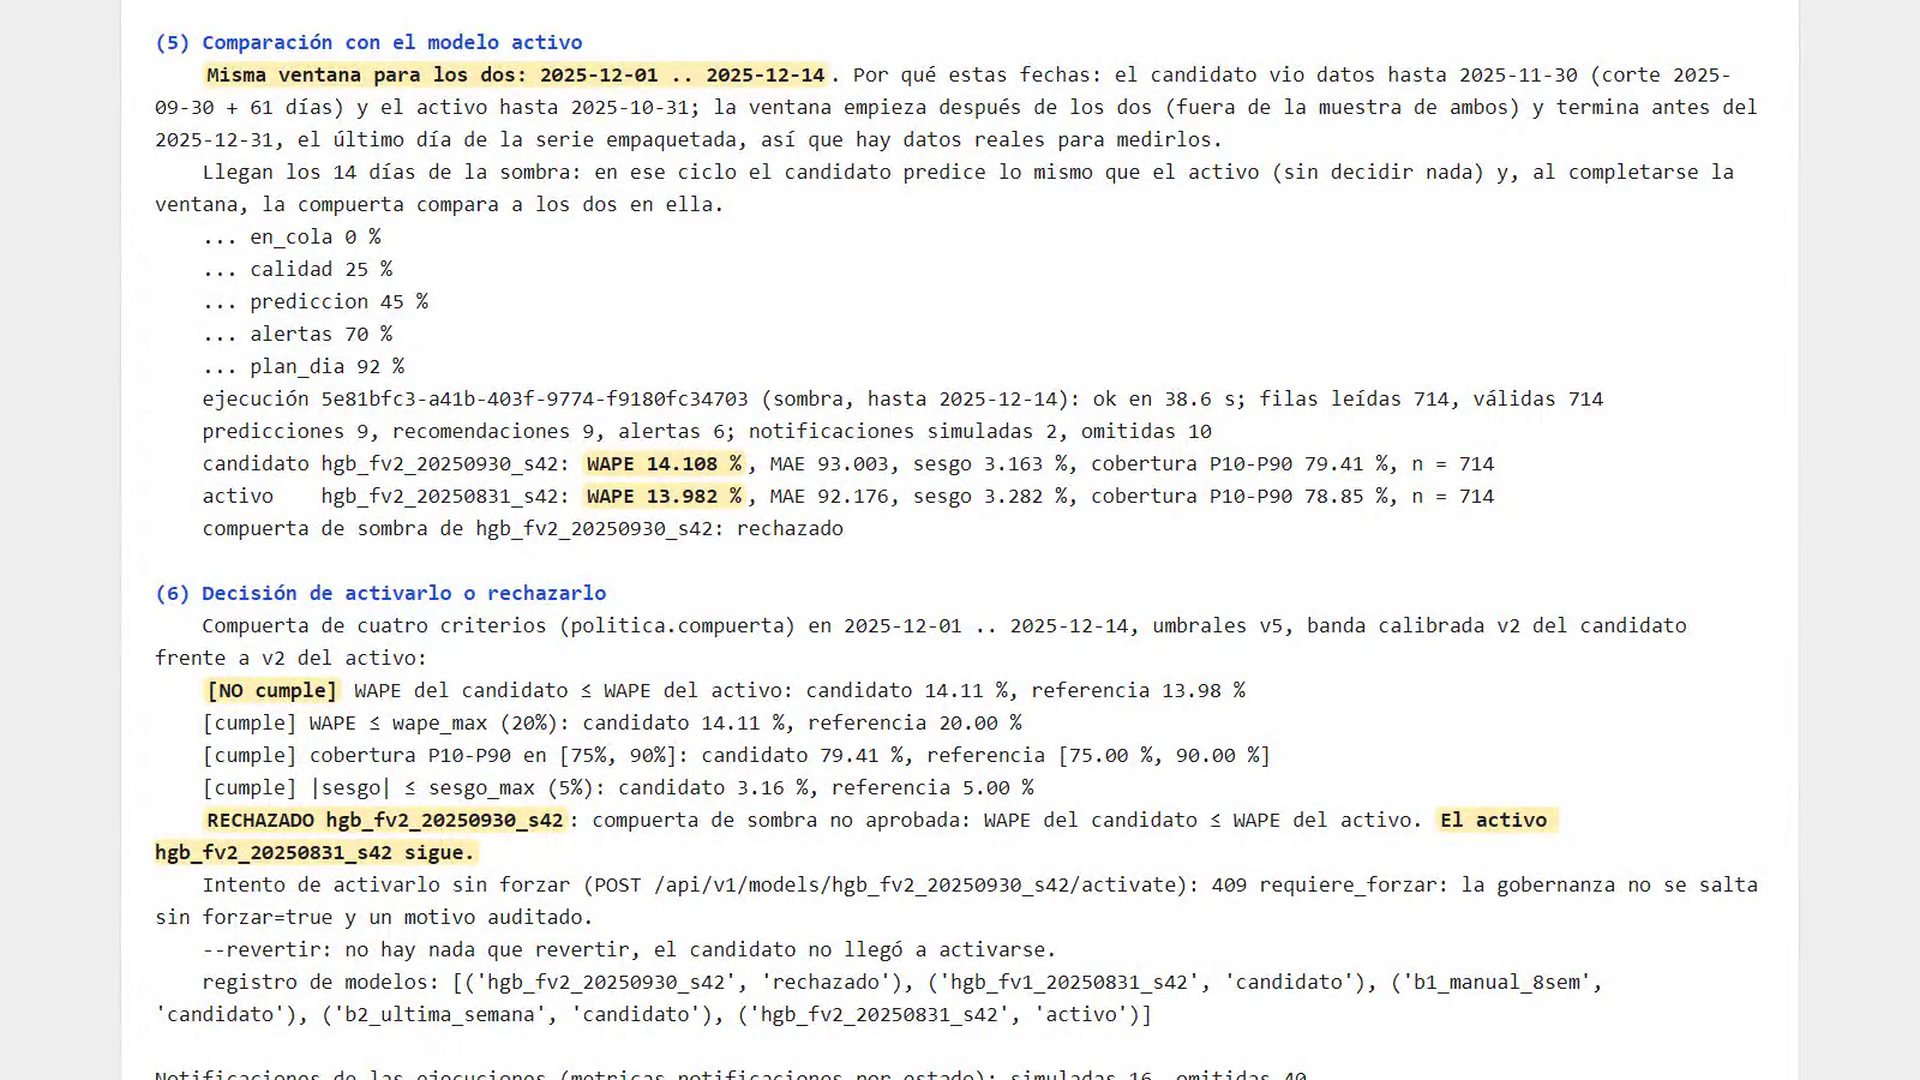 (5) Comparación con el modelo activo
Misma ventana para los dos: 2025-12-01 .. 2025-12-14. Por qué estas fechas: el candidato vio datos hasta 2025-11-30 (corte 2025-
09-30 + 61 días) y el activo hasta 2025-10-31; la ventana empieza después de los dos (fuera de la muestra de ambos) y termina antes del
2025-12-31, el último día de la serie empaquetada, así que hay datos reales para medirlos.
Llegan los 14 días de la sombra: en ese ciclo el candidato predice lo mismo que el activo (sin decidir nada) y, al completarse la
ventana, la compuerta compara a los dos en ella.
... en_cola 0 %
... calidad 25 %
... prediccion 45 %
... alertas 70 %
... plan_dia 92 %
ejecución 5e81bfc3-a41b-403f-9774-f9180fc34703 (sombra, hasta 2025-12-14): ok en 38.6 s; filas leídas 714, válidas 714
predicciones 9, recomendaciones 9, alertas 6; notificaciones simuladas 2, omitidas 10
candidato hgb_fv2_20250930_s42: WAPE 14.108 %, MAE 93.003, sesgo 3.163 %, cobertura P10-P90 79.41 %, n = 714
activo    hgb_fv2_20250831_s42: WAPE 13.982 %, MAE 92.176, sesgo 3.282 %, cobertura P10-P90 78.85 %, n = 714
compuerta de sombra de hgb_fv2_20250930_s42: rechazado
(6) Decisión de activarlo o rechazarlo
Compuerta de cuatro criterios (politica.compuerta) en 2025-12-01 .. 2025-12-14, umbrales v5, banda calibrada v2 del candidato
frente a v2 del activo:
[NO cumple] WAPE del candidato ≤ WAPE del activo: candidato 14.11 %, referencia 13.98 %
[cumple] WAPE ≤ wape_max (20%): candidato 14.11 %, referencia 20.00 %
[cumple] cobertura P10-P90 en [75%, 90%]: candidato 79.41 %, referencia [75.00 %, 90.00 %]
[cumple] |sesgo| ≤ sesgo_max (5%): candidato 3.16 %, referencia 5.00 %
RECHAZADO hgb_fv2_20250930_s42: compuerta de sombra no aprobada: WAPE del candidato ≤ WAPE del activo. El activo
hgb_fv2_20250831_s42 sigue.
Intento de activarlo sin forzar (POST /api/v1/models/hgb_fv2_20250930_s42/activate): 409 requiere_forzar: la gobernanza no se salta
sin forzar=true y un motivo auditado.
--revertir: no hay nada que revertir, el candidato no llegó a activarse.
registro de modelos: [('hgb_fv2_20250930_s42', 'rechazado'), ('hgb_fv1_20250831_s42', 'candidato'), ('b1_manual_8sem',
'candidato'), ('b2_ultima_semana', 'candidato'), ('hgb_fv2_20250831_s42', 'activo')]
Notificaciones de las ejecuciones (metricas.notificaciones por estado): simuladas 16, omitidas 40